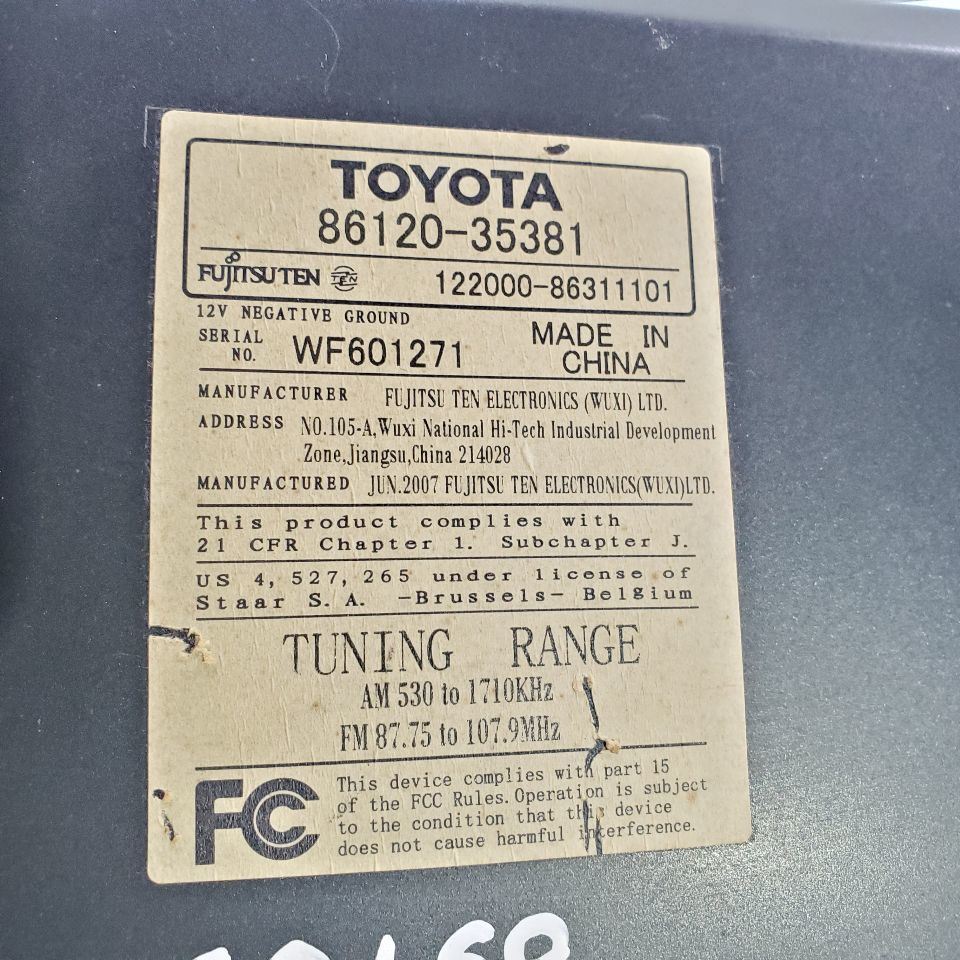 TOYOTA
86120-35381
FUJITSU TEN TEN 122000-86311101
12V NEGATIVE GROUND
SERIAL NO. WF601271
MADE IN CHINA
MANUFACTURER FUJITSU TEN ELECTRONICS (WUXI) LTD.
ADDRESS NO.105-A,Wuxi National Hi-Tech Industrial Development
Zone,Jiangsu,China 214028
MANUFACTURED JUN.2007 FUJITSU TEN ELECTRONICS(WUXI)LTD.
This product complies with
21 CFR Chapter 1. Subchapter J.
US 4, 527, 265 under license of
Staar S. A. -Brussels- Belgium
TUNING RANGE
AM 530 to 1710KHz
FM 87.75 to 107.9MHz
FC This device complies with part 15
of the FCC Rules. Operation is subject
to the condition that this device
does not cause harmful interference.